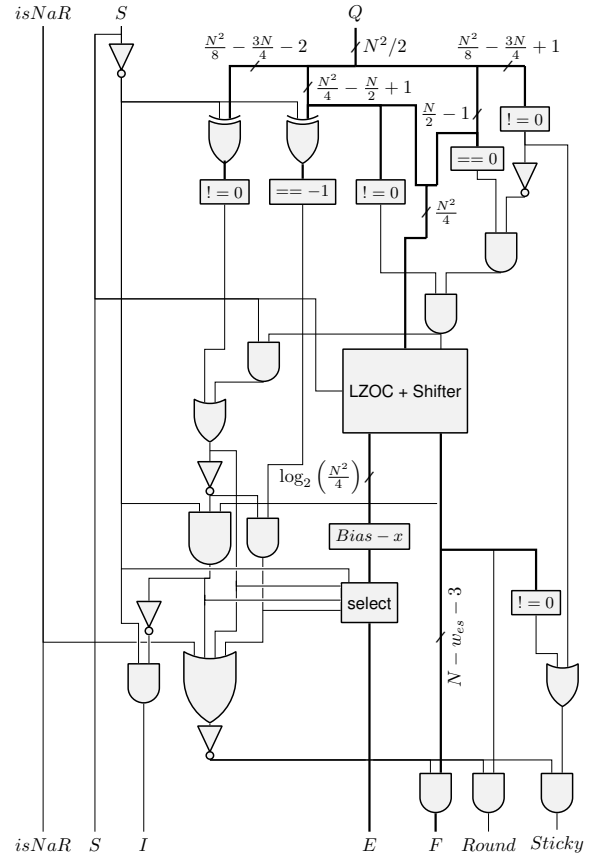 isNaR S Q
N²/2
N²/8 − 3N/4 − 2
N²/8 − 3N/4 + 1
N²/4 − N/2 + 1
N/2 − 1
! = 0
== 0
! = 0
== −1
! = 0
N²/4
LZOC + Shifter
log₂ (N²/4)
Bias − x
select
N − wₑₛ − 3
! = 0
isNaR S I E F Round Sticky